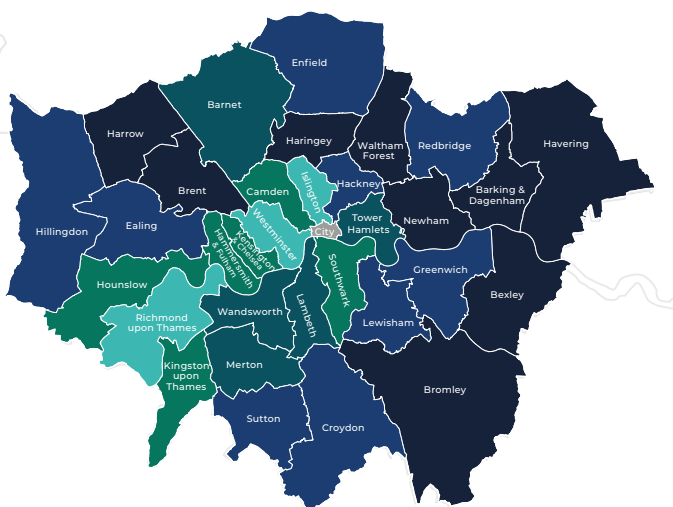 Enfield
Barnet
Harrow
Haringey
Waltham
Forest
Redbridge
Havering
Brent
Camden
Islington
Hackney
Barking &
Dagenham
Hillingdon
Ealing
Westminster
City
Tower
Hamlets
Newham
Kensington
& Chelsea
Hammersmith
& Fulham
Hounslow
Southwark
Greenwich
Bexley
Richmond
upon Thames
Wandsworth
Lambeth
Lewisham
Kingston
upon
Thames
Merton
Bromley
Sutton
Croydon